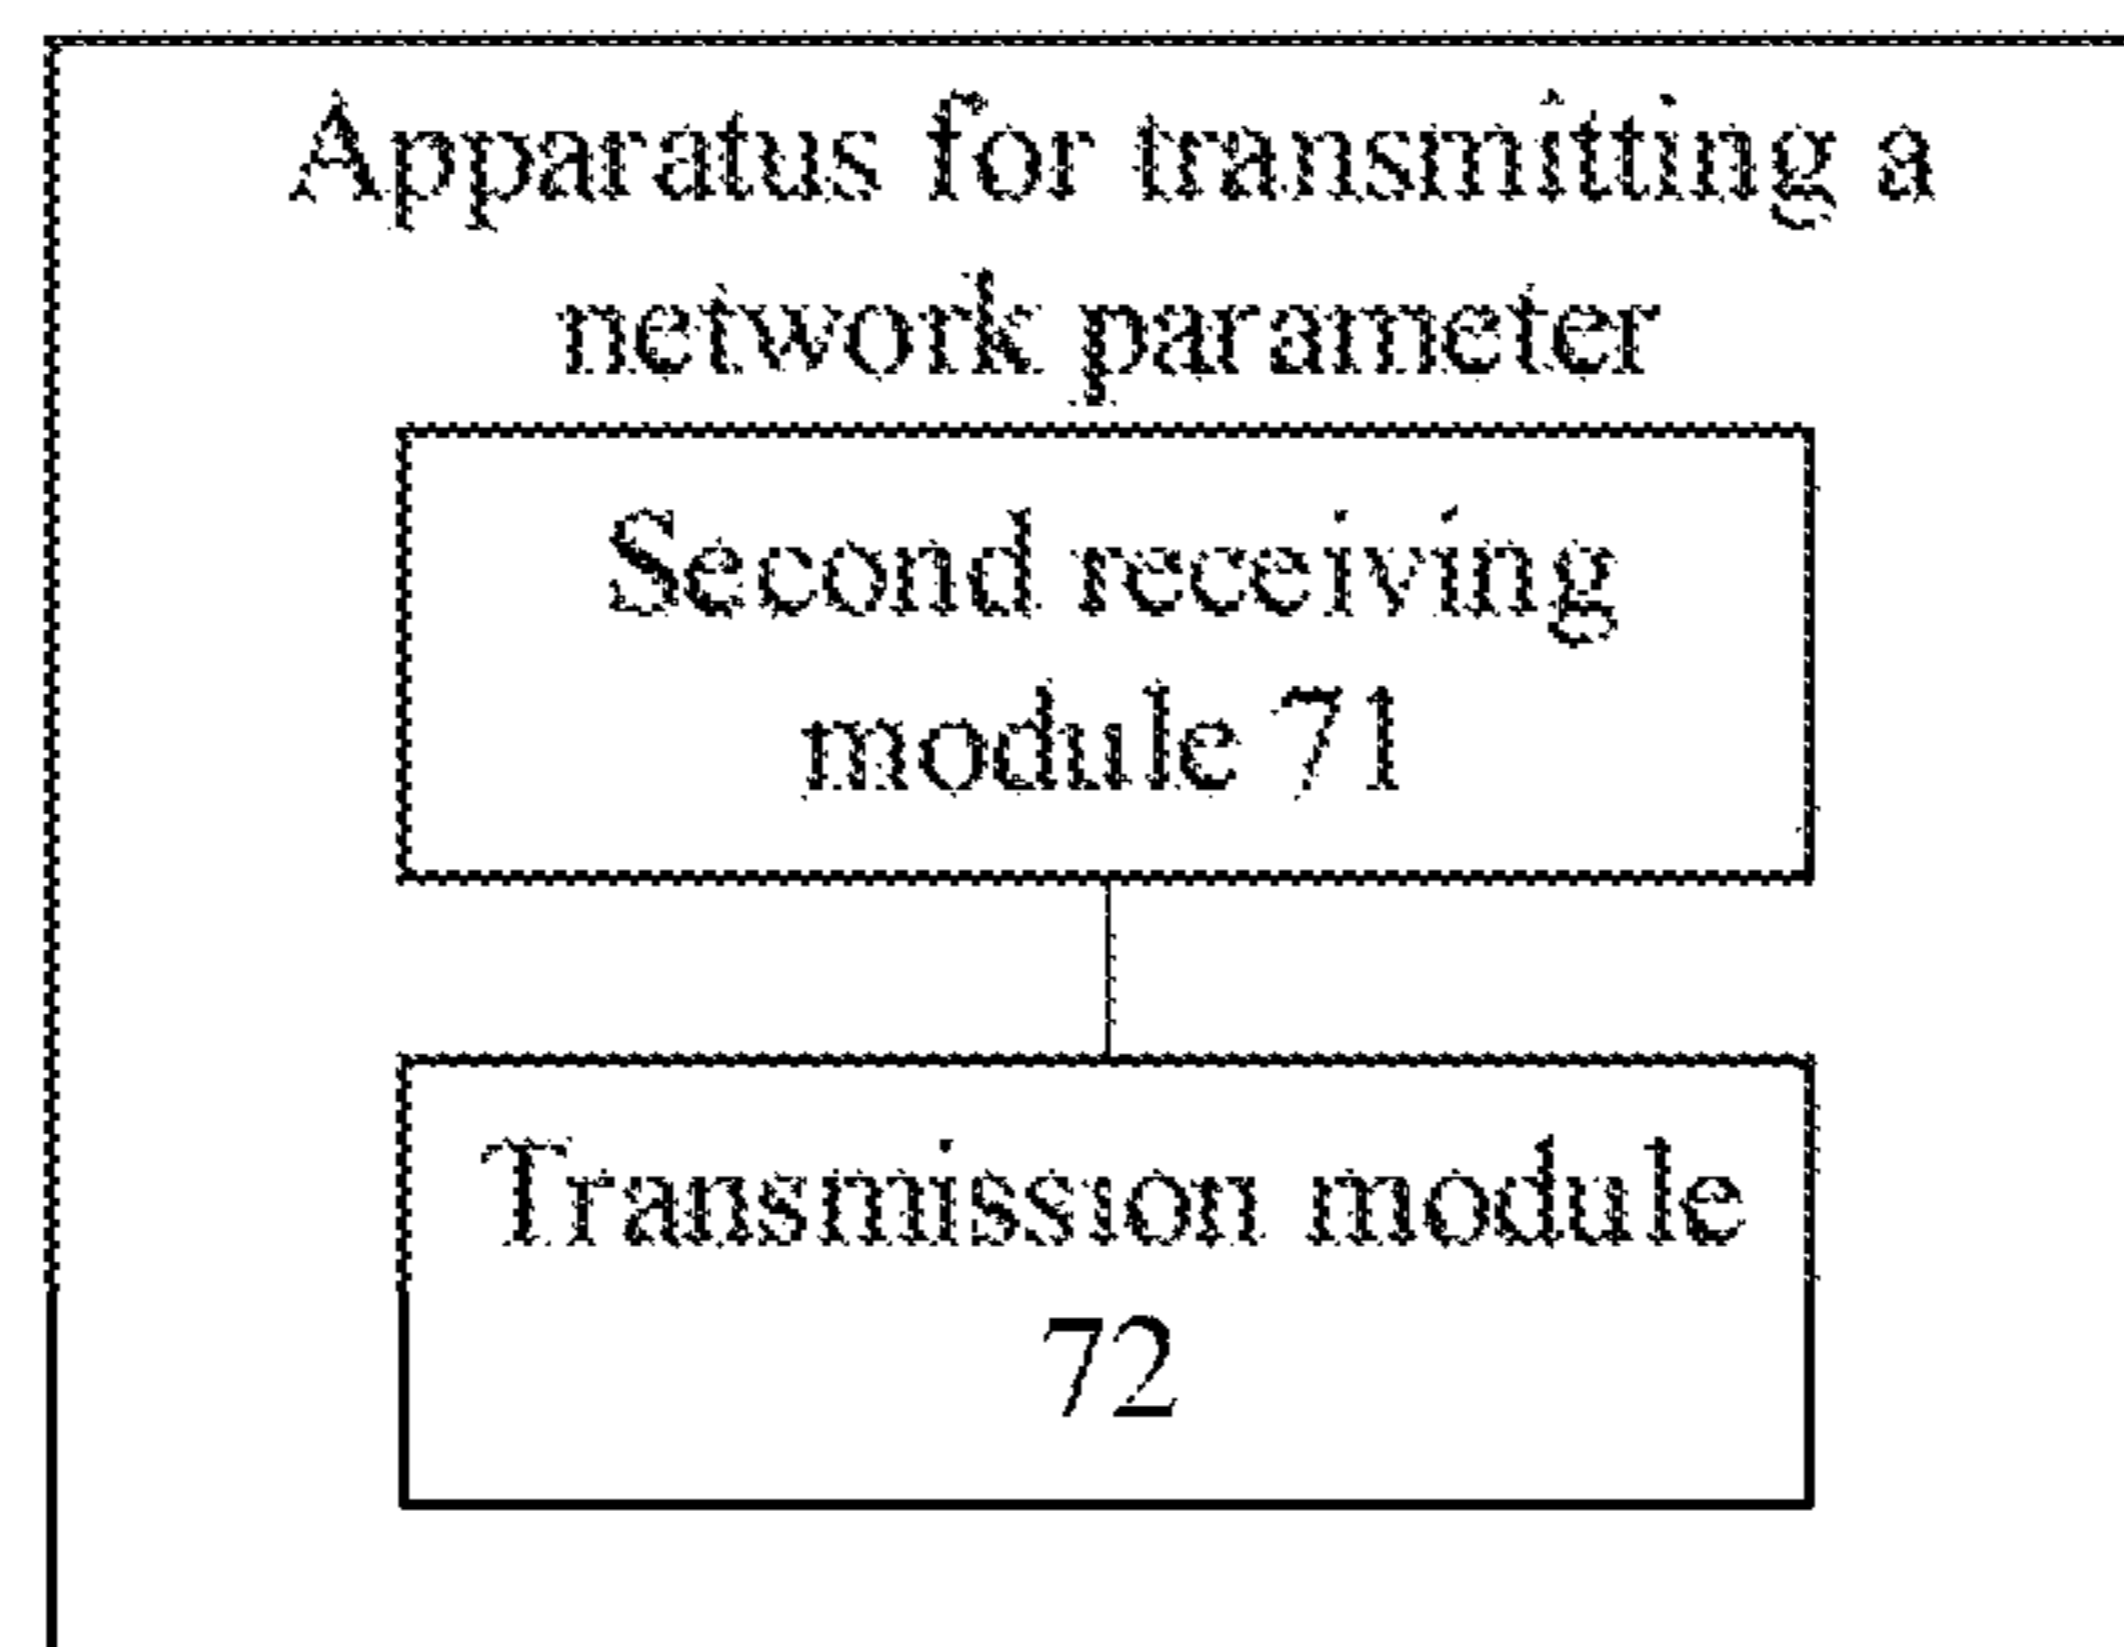 Apparatus for transmitting a
network parameter
Second receiving
module 71
Transmission module
72